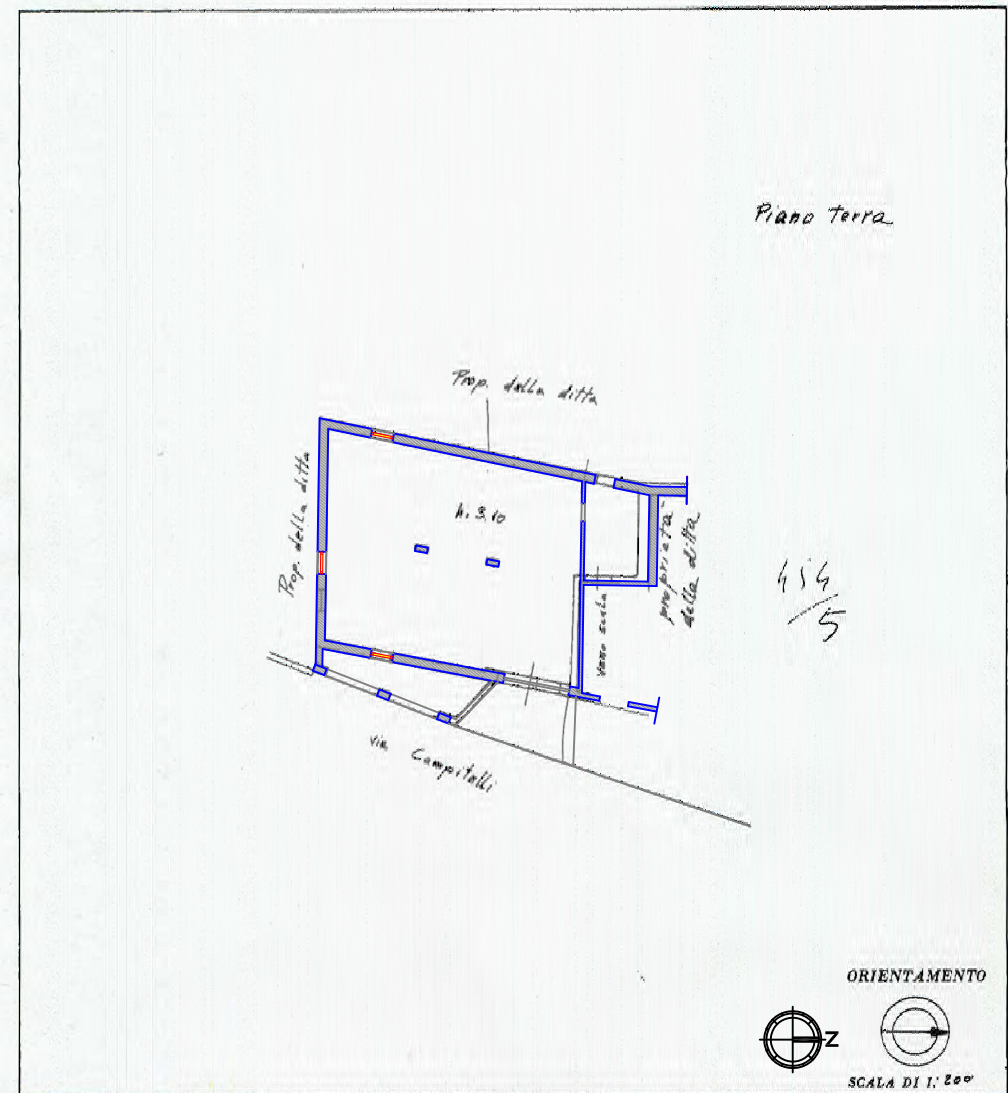 Piano Terra
Prop. della ditta
Prop. della ditta
h. 3.10
proprietà
della ditta
vano scala
454
5
via Campitelli
ORIENTAMENTO
Z
SCALA DI 1: 200